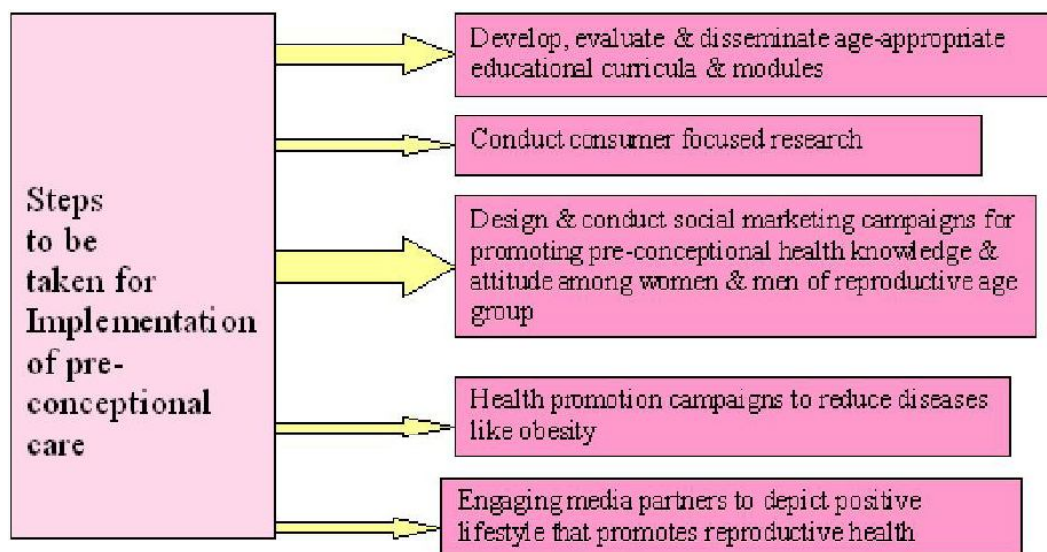 Steps
to be
taken for
Implementation
of pre-
conceptional
care
Develop, evaluate & disseminate age-appropriate
educational curricula & modules
Conduct consumer focused research
Design & conduct social marketing campaigns for
promoting pre-conceptional health knowledge &
attitude among women & men of reproductive age
group
Health promotion campaigns to reduce diseases
like obesity
Engaging media partners to depict positive
lifestyle that promotes reproductive health